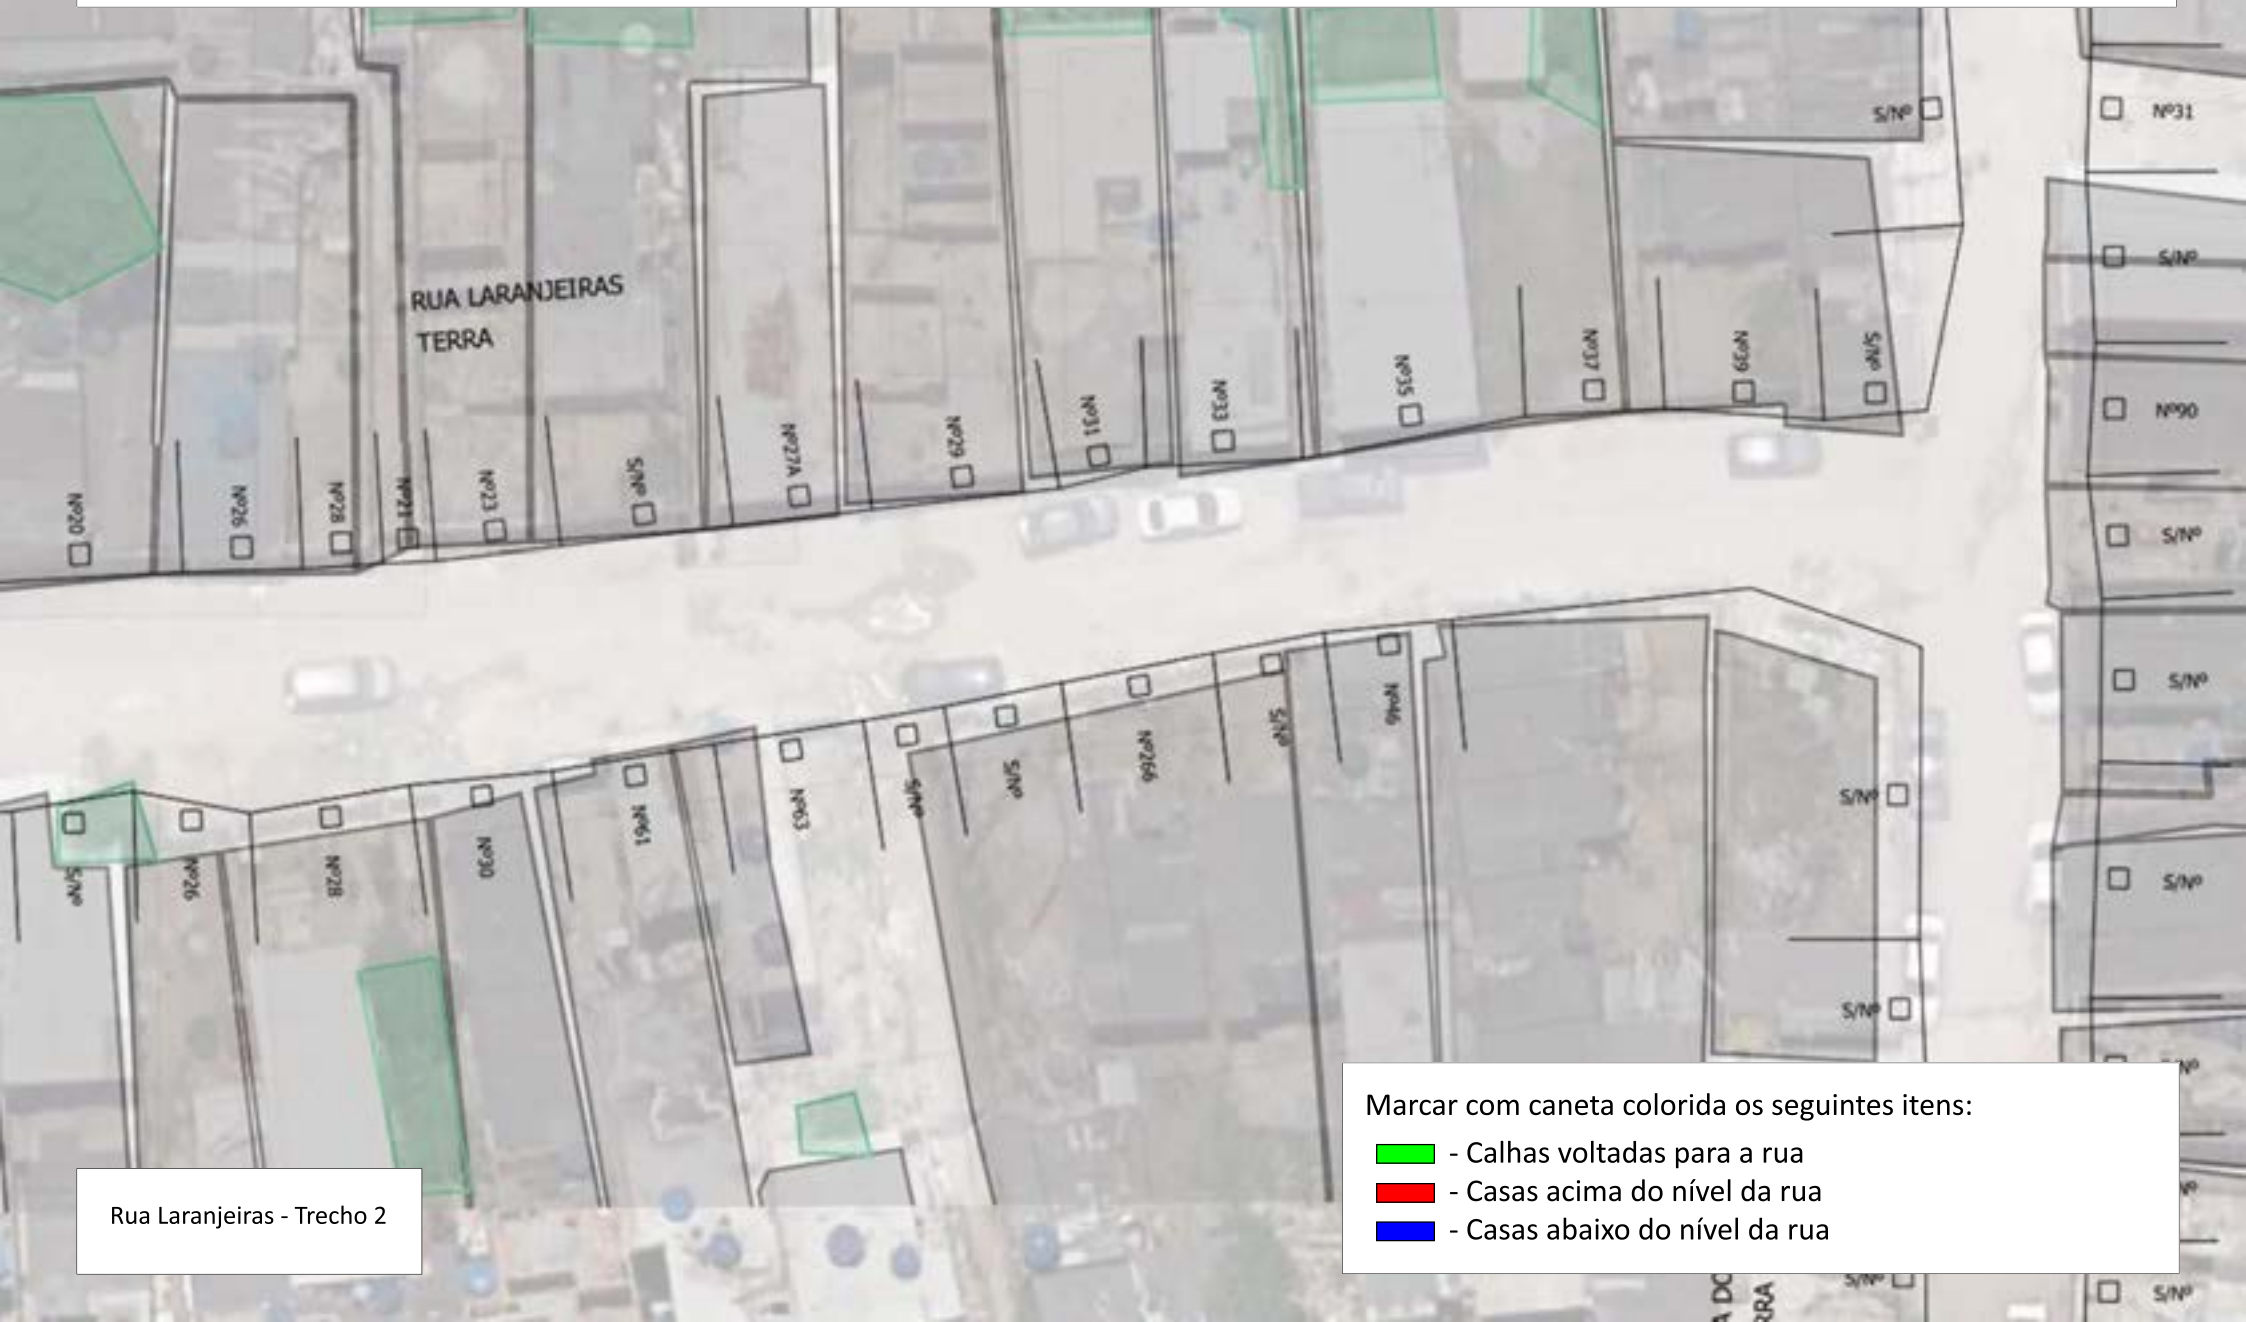 S/Nº
Nº31
S/Nº
RUA LARANJEIRAS
TERRA
Nº37
Nº39
S/Nº
Nº35
Nº90
Nº33
Nº31
Nº29
Nº27A
S/Nº
Nº23
Nº21
Nº28
Nº26
Nº20
S/Nº
S/Nº
Nº46
S/Nº
Nº266
S/Nº
S/Nº
Nº63
Nº61
Nº30
Nº28
Nº26
S/Nº
S/Nº
S/Nº
S/Nº
Marcar com caneta colorida os seguintes itens:
- Calhas voltadas para a rua
- Casas acima do nível da rua
- Casas abaixo do nível da rua
Rua Laranjeiras - Trecho 2
S/Nº
S/Nº